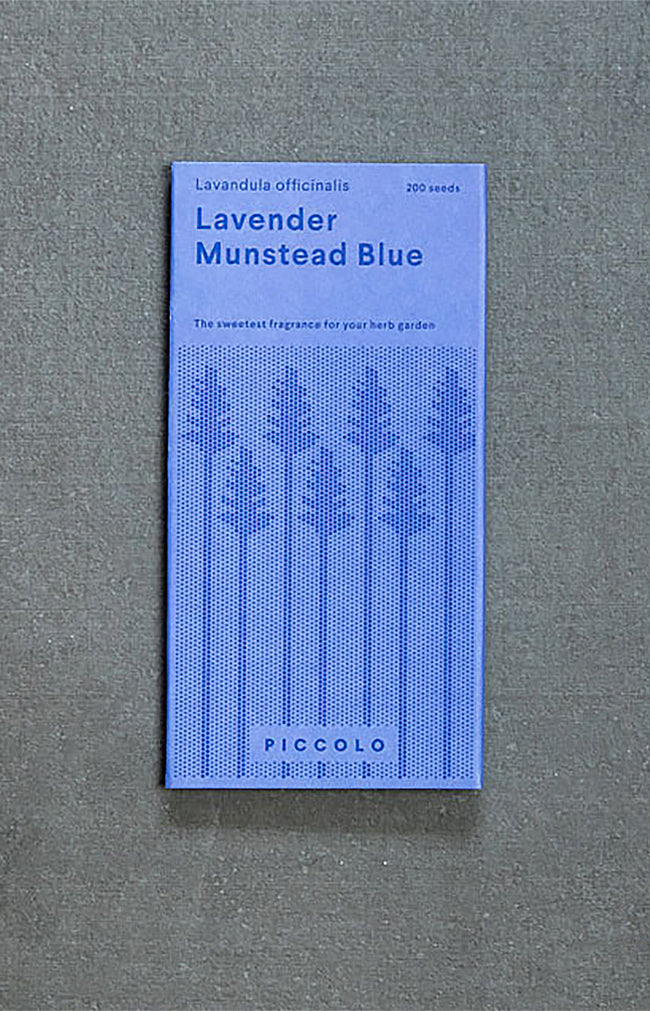 Lavandula officinalis
200 seeds
Lavender
Munstead Blue
The sweetest fragrance for your herb garden
PICCOLO